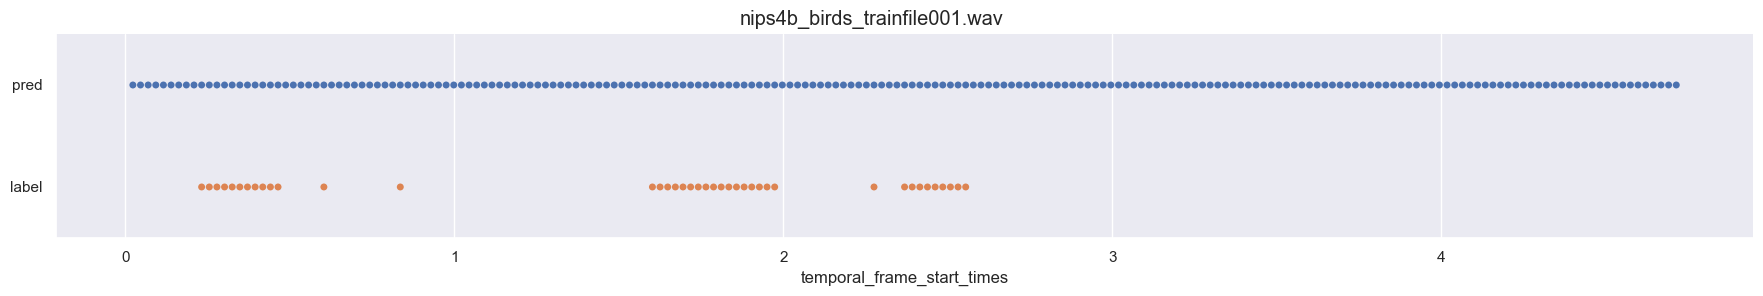 nips4b_birds_trainfile001.wav
pred
label
0 1 2 3 4
temporal_frame_start_times